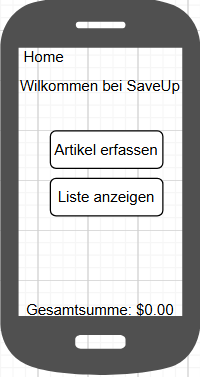 Home
Wilkommen bei SaveUp
Artikel erfassen
Liste anzeigen
Gesamtsumme: $0.00